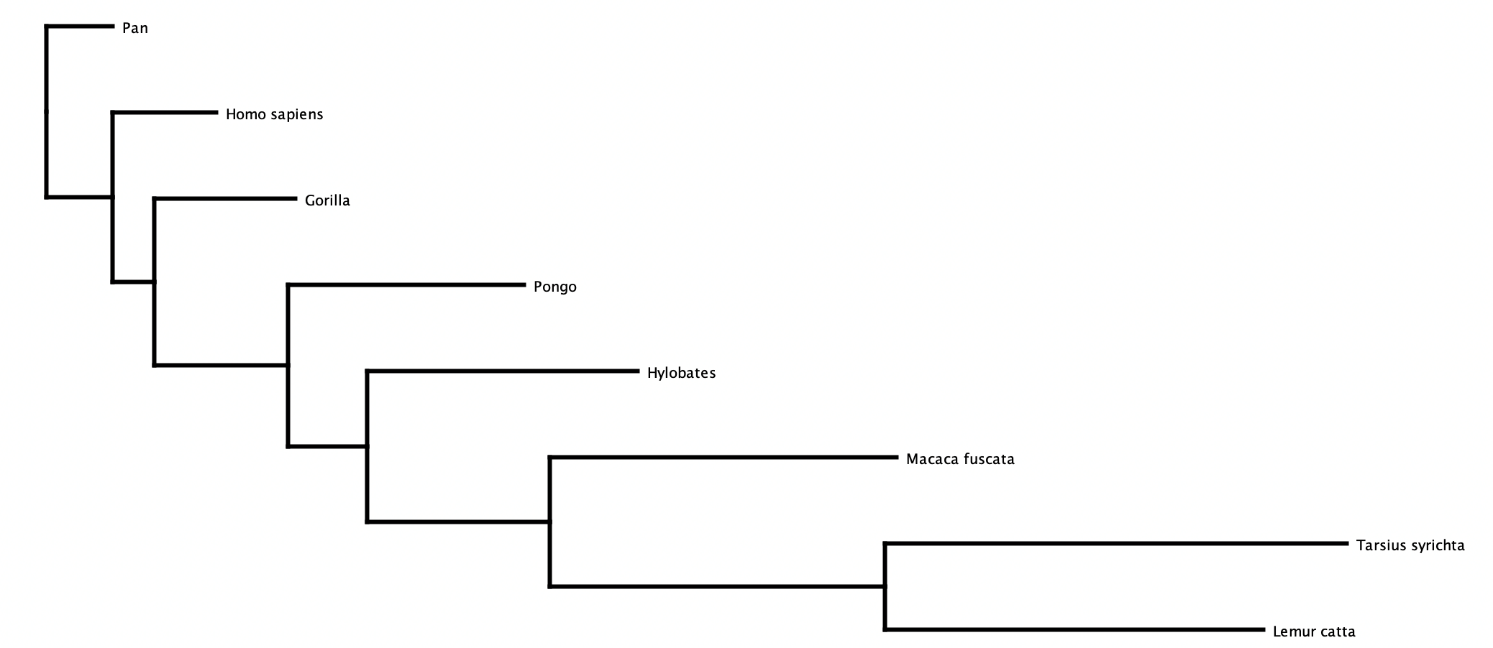 Pan
Homo sapiens
Gorilla
Pongo
Hylobates
Macaca fuscata
Tarsius syrichta
Lemur catta